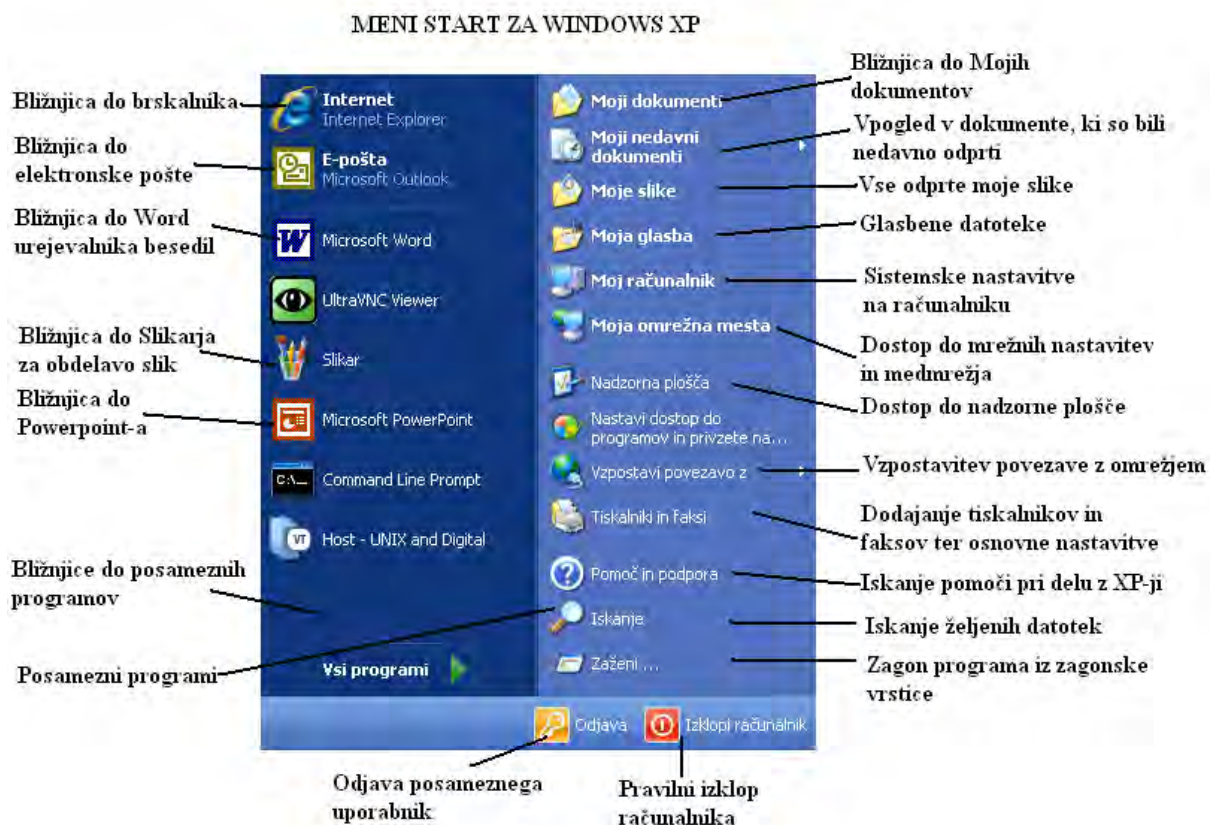 MENI START ZA WINDOWS XP
Bližnjica do brskalnika
Bližnjica do
elektronske pošte
Bližnjica do Word
urejevalnika besedil
Bližnjica do Slikarja
za obdelavo slik
Bližnjica do
Powerpoint-a
Bližnjice do posameznih
programov
Posamezni programi
Internet
Internet Explorer
E-pošta
Microsoft Outlook
W
Microsoft Word
UltraVNC Viewer
Slikar
Microsoft PowerPoint
C:\_
Command Line Prompt
VT
Host - UNIX and Digital
Vsi programi
Moji dokumenti
Moji nedavni
dokumenti
Moje slike
Moja glasba
Moj računalnik
Moja omrežna mesta
Nadzorna plošča
Nastavi dostop do
programov in privzete na...
Vzpostavi povezavo z
Tiskalniki in faksi
Pomoč in podpora
Iskanje
Zaženi ...
Odjava
Izklopi računalnik
Bližnjica do Mojih
dokumentov
Vpogled v dokumente, ki so bili
nedavno odprti
Vse odprte moje slike
Glasbene datoteke
Sistemske nastavitve
na računalniku
Dostop do mrežnih nastavitev
in medmrežja
Dostop do nadzorne plošče
Vzpostavitev povezave z omrežjem
Dodajanje tiskalnikov in
faksov ter osnovne nastavitve
Iskanje pomoči pri delu z XP-ji
Iskanje željenih datotek
Zagon programa iz zagonske
vrstice
Odjava posameznega
uporabnik
Pravilni izklop
računalnika